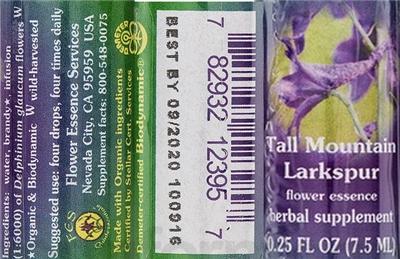 Ingredients: water, brandy★, infusion
(1:6000) of Delphinium glaucum flowers W
★Organic & Biodynamic W wild-harvested
Suggested use: four drops, four times daily
FES
Flower Essence Services
Nevada City, CA 95959 USA
Supplement facts: 800-548-0075
Made with Organic ingredients
Certified by Stellar Cert. Services
Demeter-certified Biodynamic®
BEST BY 09/2020 100916
7 82932 12395 7
Tall Mountain
Larkspur
flower essence
herbal supplement
0.25 FL OZ (7.5 ML)